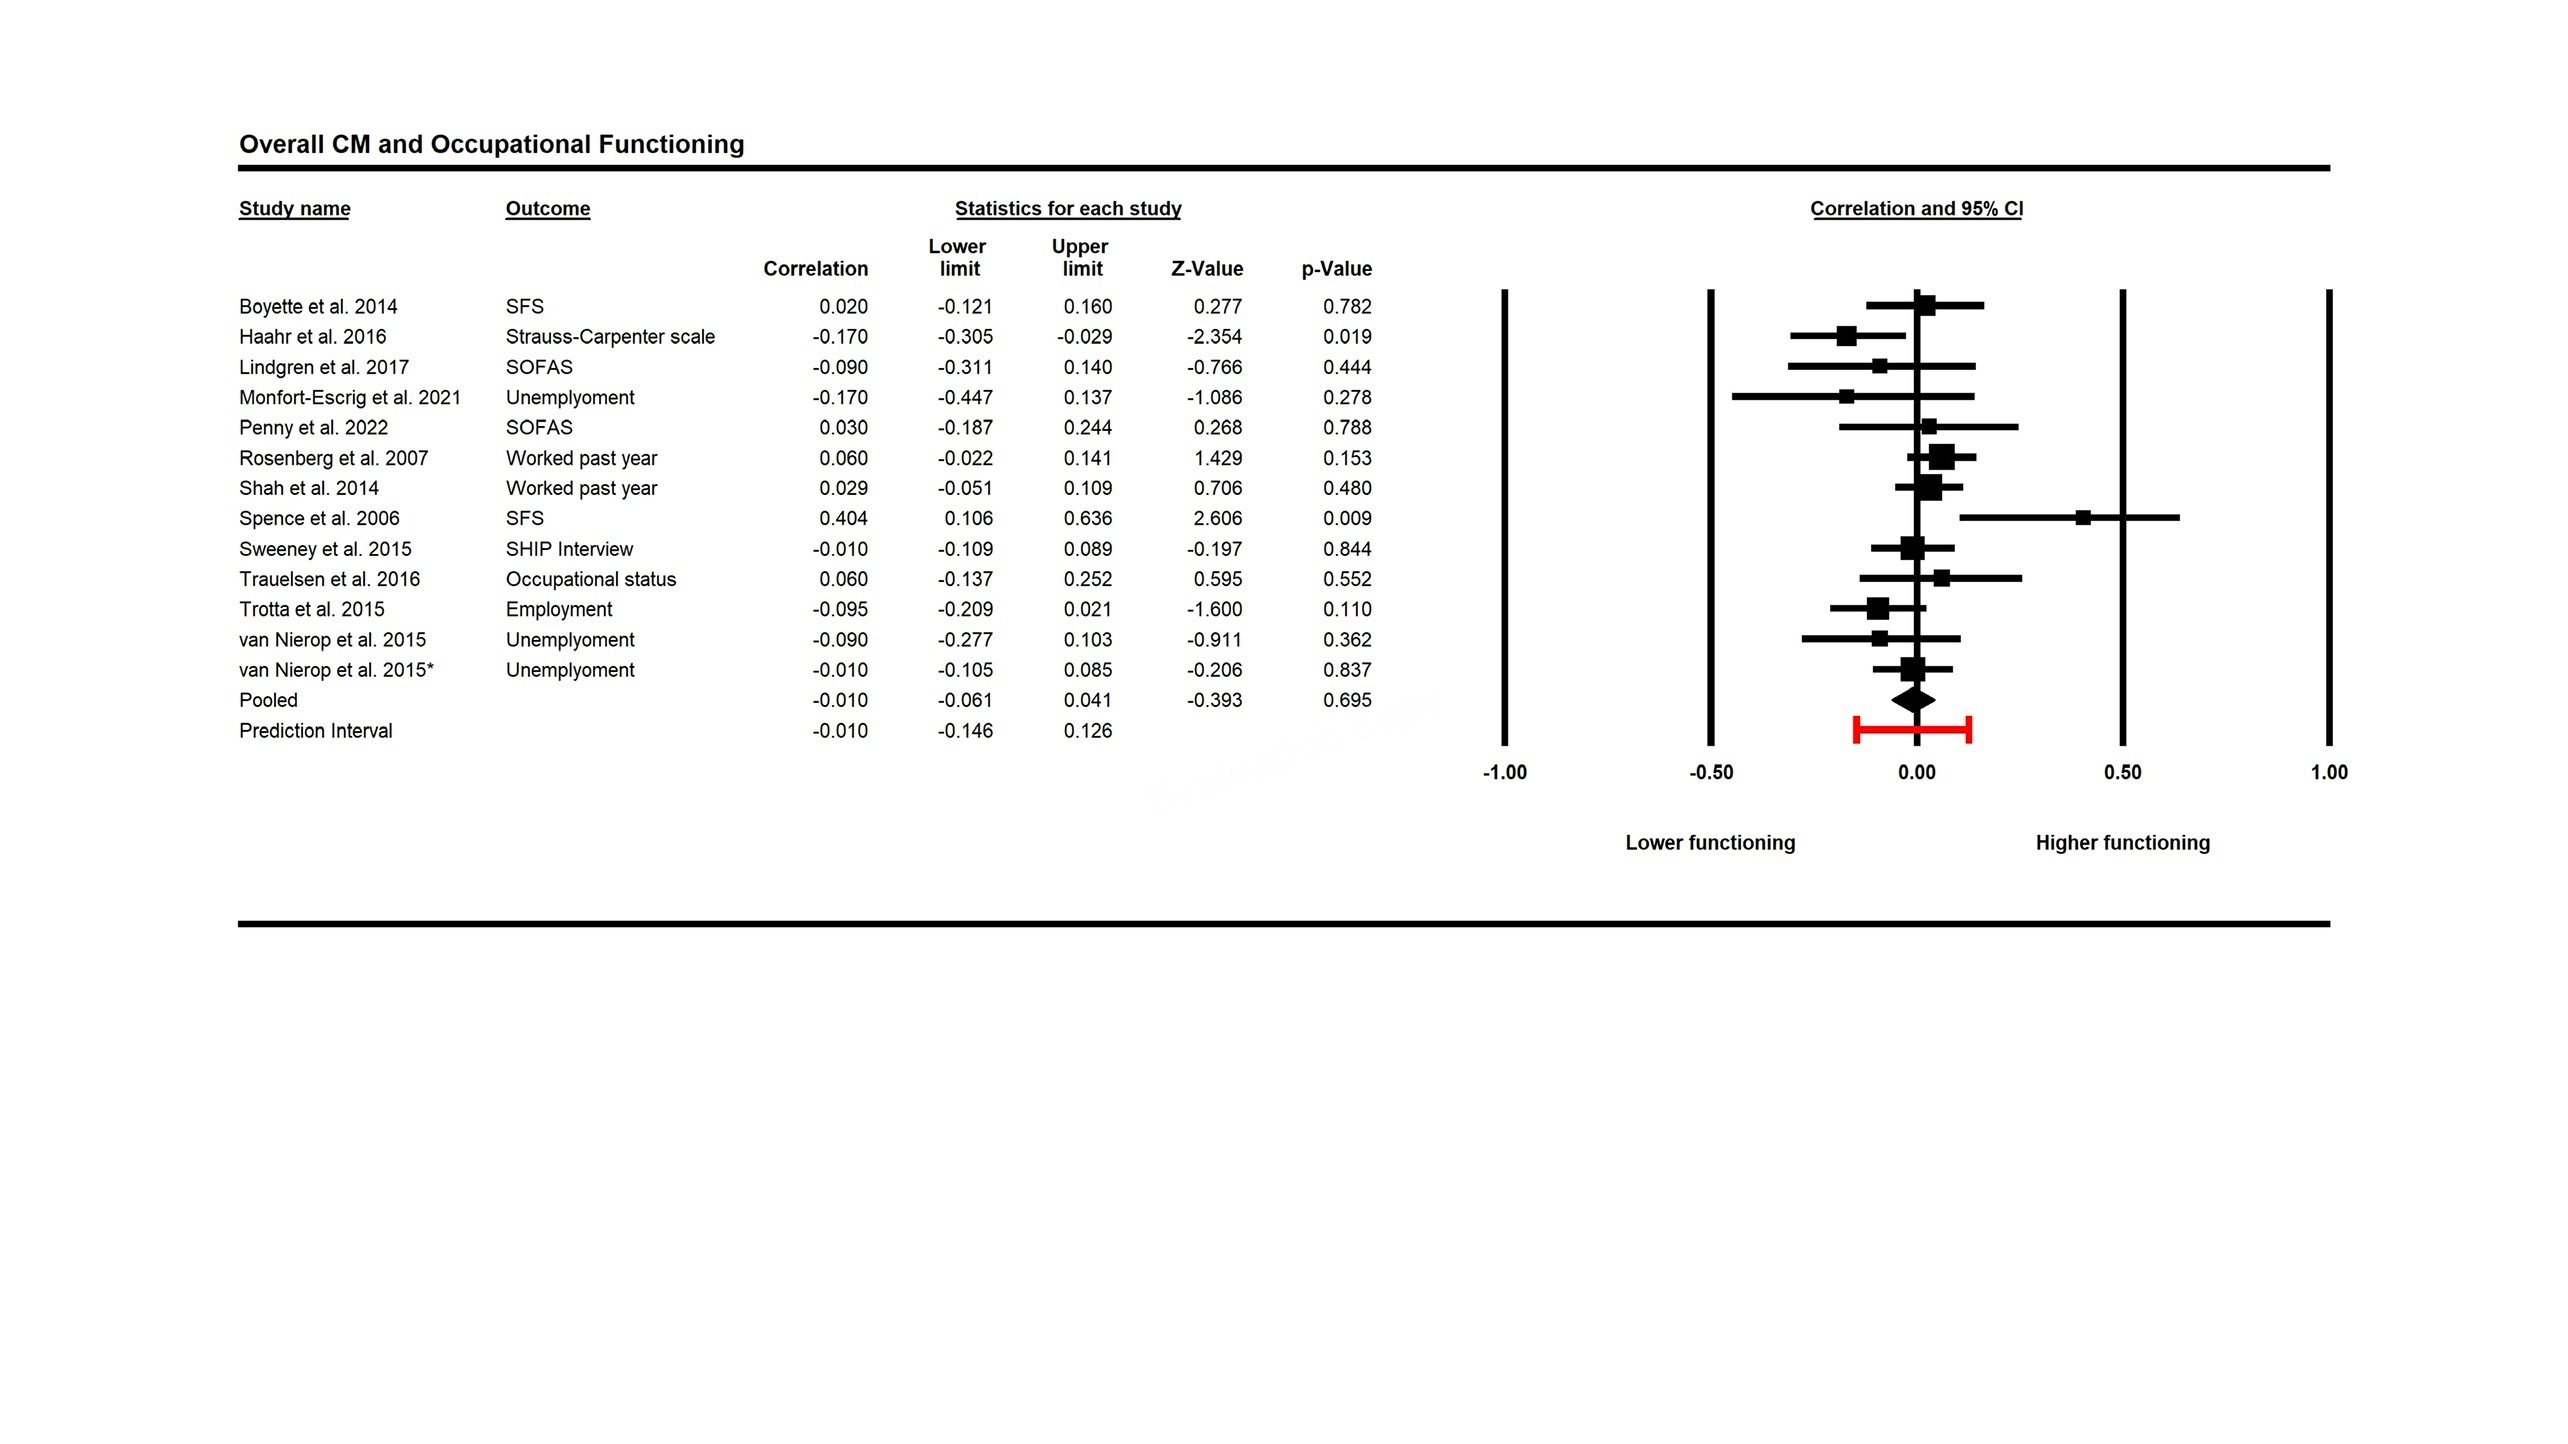 Overall CM and Occupational Functioning
Study name Outcome Statistics for each study Correlation and 95% CI
Lower Upper
Correlation limit limit Z-Value p-Value
Boyette et al. 2014 SFS 0.020 -0.121 0.160 0.277 0.782
Haahr et al. 2016 Strauss-Carpenter scale -0.170 -0.305 -0.029 -2.354 0.019
Lindgren et al. 2017 SOFAS -0.090 -0.311 0.140 -0.766 0.444
Monfort-Escrig et al. 2021 Unemplyoment -0.170 -0.447 0.137 -1.086 0.278
Penny et al. 2022 SOFAS 0.030 -0.187 0.244 0.268 0.788
Rosenberg et al. 2007 Worked past year 0.060 -0.022 0.141 1.429 0.153
Shah et al. 2014 Worked past year 0.029 -0.051 0.109 0.706 0.480
Spence et al. 2006 SFS 0.404 0.106 0.636 2.606 0.009
Sweeney et al. 2015 SHIP Interview -0.010 -0.109 0.089 -0.197 0.844
Trauelsen et al. 2016 Occupational status 0.060 -0.137 0.252 0.595 0.552
Trotta et al. 2015 Employment -0.095 -0.209 0.021 -1.600 0.110
van Nierop et al. 2015 Unemplyoment -0.090 -0.277 0.103 -0.911 0.362
van Nierop et al. 2015* Unemplyoment -0.010 -0.105 0.085 -0.206 0.837
Pooled -0.010 -0.061 0.041 -0.393 0.695
Prediction Interval -0.010 -0.146 0.126
-1.00 -0.50 0.00 0.50 1.00
Lower functioning Higher functioning